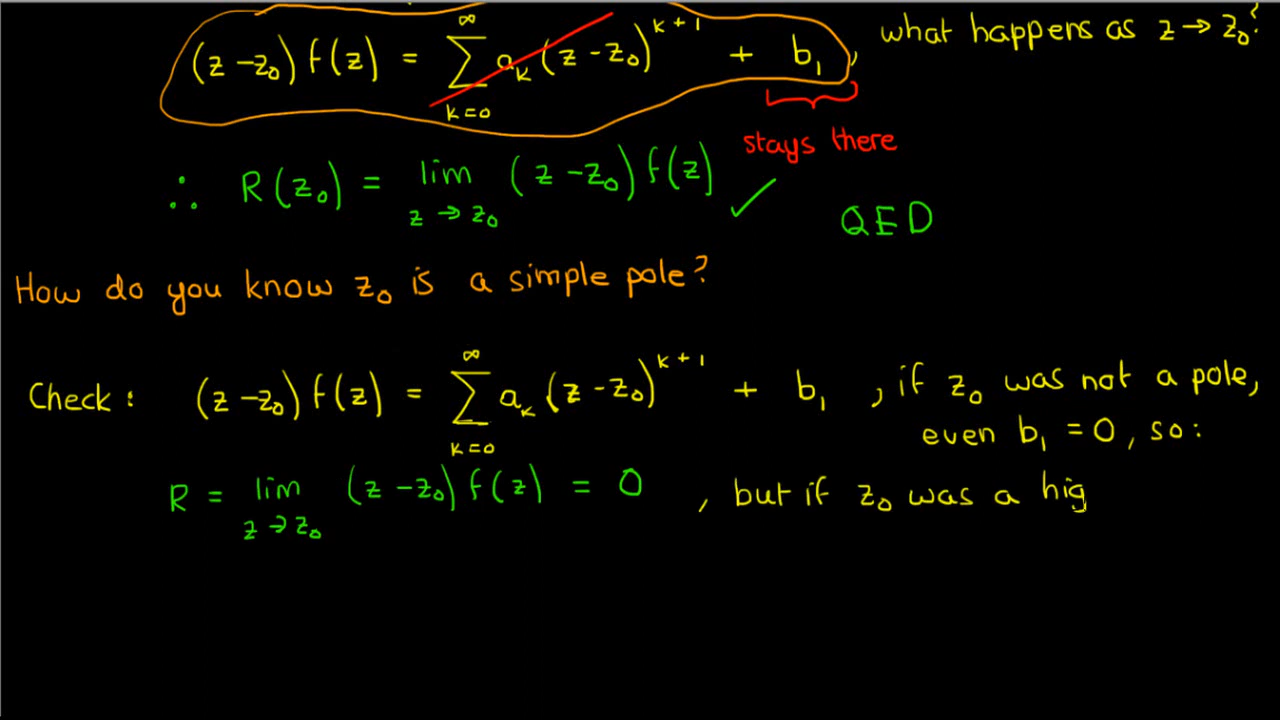 (z - z₀) f(z) = ∑_{k=0}^{∞} aₖ (z - z₀)^{k+1} + b₁, what happens as z → z₀?
stays there
∴ R(z₀) = lim_{z → z₀} (z - z₀) f(z) ✓ QED
How do you know z₀ is a simple pole?
Check: (z - z₀) f(z) = ∑_{k=0}^{∞} aₖ (z - z₀)^{k+1} + b₁, if z₀ was not a pole,
even b₁ = 0, so:
R = lim_{z → z₀} (z - z₀) f(z) = 0, but if z₀ was a hig